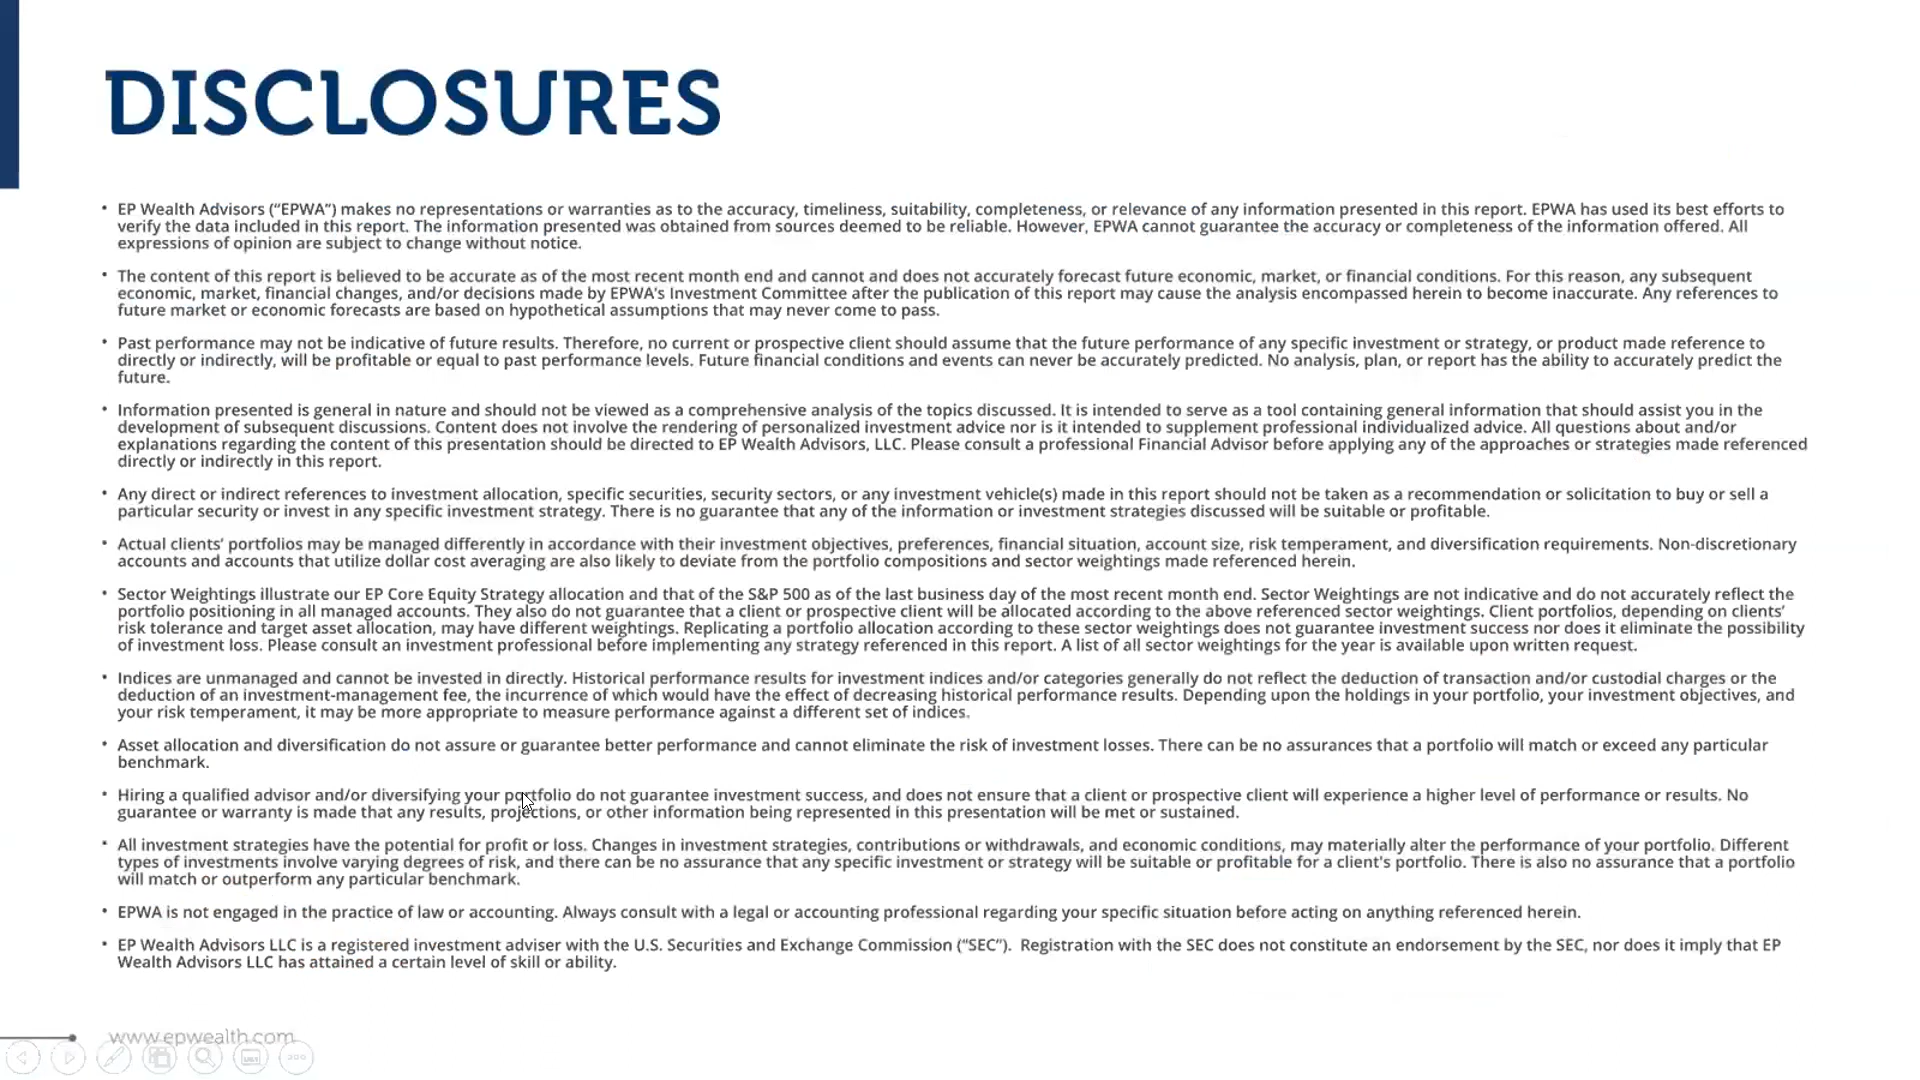 DISCLOSURES
• EP Wealth Advisors (“EPWA”) makes no representations or warranties as to the accuracy, timeliness, suitability, completeness, or relevance of any information presented in this report. EPWA has used its best efforts to
verify the data included in this report. The information presented was obtained from sources deemed to be reliable. However, EPWA cannot guarantee the accuracy or completeness of the information offered. All
expressions of opinion are subject to change without notice.
• The content of this report is believed to be accurate as of the most recent month end and cannot and does not accurately forecast future economic, market, or financial conditions. For this reason, any subsequent
economic, market, financial changes, and/or decisions made by EPWA's Investment Committee after the publication of this report may cause the analysis encompassed herein to become inaccurate. Any references to
future market or economic forecasts are based on hypothetical assumptions that may never come to pass.
• Past performance may not be indicative of future results. Therefore, no current or prospective client should assume that the future performance of any specific investment or strategy, or product made reference to
directly or indirectly, will be profitable or equal to past performance levels. Future financial conditions and events can never be accurately predicted. No analysis, plan, or report has the ability to accurately predict the
future.
• Information presented is general in nature and should not be viewed as a comprehensive analysis of the topics discussed. It is intended to serve as a tool containing general information that should assist you in the
development of subsequent discussions. Content does not involve the rendering of personalized investment advice nor is it intended to supplement professional individualized advice. All questions about and/or
explanations regarding the content of this presentation should be directed to EP Wealth Advisors, LLC. Please consult a professional Financial Advisor before applying any of the approaches or strategies made referenced
directly or indirectly in this report.
• Any direct or indirect references to investment allocation, specific securities, security sectors, or any investment vehicle(s) made in this report should not be taken as a recommendation or solicitation to buy or sell a
particular security or invest in any specific investment strategy. There is no guarantee that any of the information or investment strategies discussed will be suitable or profitable.
• Actual clients’ portfolios may be managed differently in accordance with their investment objectives, preferences, financial situation, account size, risk temperament, and diversification requirements. Non-discretionary
accounts and accounts that utilize dollar cost averaging are also likely to deviate from the portfolio compositions and sector weightings made referenced herein.
• Sector Weightings illustrate our EP Core Equity Strategy allocation and that of the S&P 500 as of the last business day of the most recent month end. Sector Weightings are not indicative and do not accurately reflect the
portfolio positioning in all managed accounts. They also do not guarantee that a client or prospective client will be allocated according to the above referenced sector weightings. Client portfolios, depending on clients’
risk tolerance and target asset allocation, may have different weightings. Replicating a portfolio allocation according to these sector weightings does not guarantee investment success nor does it eliminate the possibility
of investment loss. Please consult an investment professional before implementing any strategy referenced in this report. A list of all sector weightings for the year is available upon written request.
• Indices are unmanaged and cannot be invested in directly. Historical performance results for investment indices and/or categories generally do not reflect the deduction of transaction and/or custodial charges or the
deduction of an investment-management fee, the incurrence of which would have the effect of decreasing historical performance results. Depending upon the holdings in your portfolio, your investment objectives, and
your risk temperament, it may be more appropriate to measure performance against a different set of indices.
• Asset allocation and diversification do not assure or guarantee better performance and cannot eliminate the risk of investment losses. There can be no assurances that a portfolio will match or exceed any particular
benchmark.
• Hiring a qualified advisor and/or diversifying your portfolio do not guarantee investment success, and does not ensure that a client or prospective client will experience a higher level of performance or results. No
guarantee or warranty is made that any results, projections, or other information being represented in this presentation will be met or sustained.
• All investment strategies have the potential for profit or loss. Changes in investment strategies, contributions or withdrawals, and economic conditions, may materially alter the performance of your portfolio. Different
types of investments involve varying degrees of risk, and there can be no assurance that any specific investment or strategy will be suitable or profitable for a client's portfolio. There is also no assurance that a portfolio
will match or outperform any particular benchmark.
• EPWA is not engaged in the practice of law or accounting. Always consult with a legal or accounting professional regarding your specific situation before acting on anything referenced herein.
• EP Wealth Advisors LLC is a registered investment adviser with the U.S. Securities and Exchange Commission (“SEC”). Registration with the SEC does not constitute an endorsement by the SEC, nor does it imply that EP
Wealth Advisors LLC has attained a certain level of skill or ability.
www.epwealth.com